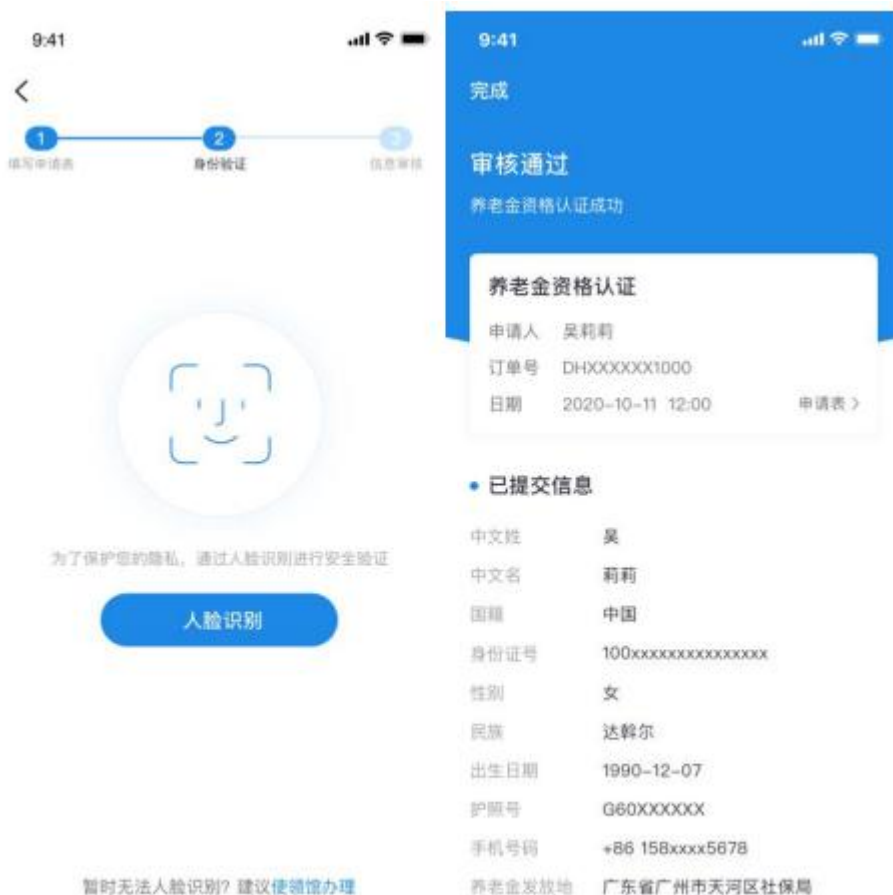 9:41
1
2
3
填写申请表
身份验证
信息审核
为了保护您的隐私，通过人脸识别进行安全验证
人脸识别
暂时无法人脸识别？建议使领馆办理
9:41
完成
审核通过
养老金资格认证成功
养老金资格认证
申请人 吴莉莉
订单号 DHXXXXXX1000
日期 2020-10-11 12:00 申请表 >
• 已提交信息
中文姓 吴
中文名 莉莉
国籍 中国
身份证号 100xxxxxxxxxxxxxxx
性别 女
民族 达斡尔
出生日期 1990-12-07
护照号 G60XXXXXX
手机号码 +86 158xxxx5678
养老金发放地 广东省广州市天河区社保局